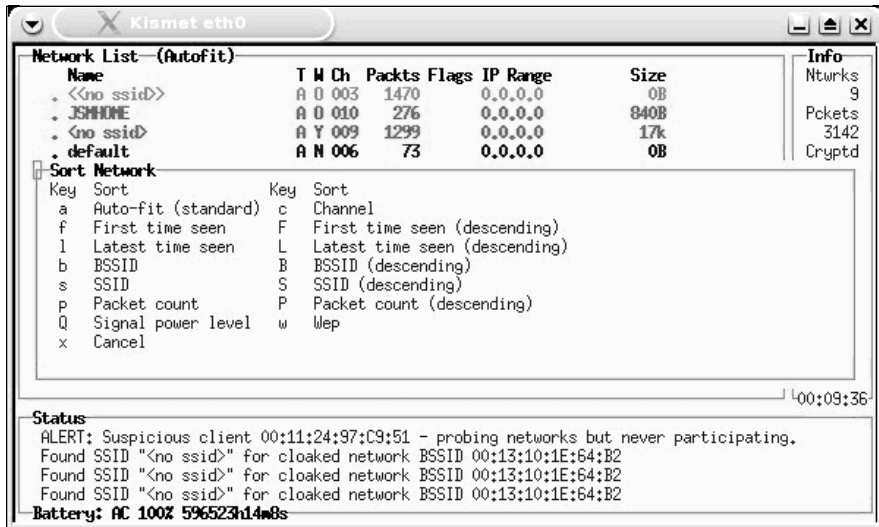 Kismet eth0
Network List—(Autofit)
Name T W Ch Packts Flags IP Range Size
. <<no ssid>> A O 003 1470 0.0.0.0 0B
. JSMHOME A O 010 276 0.0.0.0 840B
. <no ssid> A Y 009 1299 0.0.0.0 17k
. default A N 006 73 0.0.0.0 0B
Info
Ntwrks
9
Pckets
3142
Cryptd
Sort Network
Key Sort Key Sort
a Auto-fit (standard) c Channel
f First time seen F First time seen (descending)
l Latest time seen L Latest time seen (descending)
b BSSID B BSSID (descending)
s SSID S SSID (descending)
p Packet count P Packet count (descending)
Q Signal power level w Wep
x Cancel
00:09:36
Status
ALERT: Suspicious client 00:11:24:97:C9:51 - probing networks but never participating.
Found SSID "<no ssid>" for cloaked network BSSID 00:13:10:1E:64:B2
Found SSID "<no ssid>" for cloaked network BSSID 00:13:10:1E:64:B2
Found SSID "<no ssid>" for cloaked network BSSID 00:13:10:1E:64:B2
Battery: AC 100% 596523h14m8s